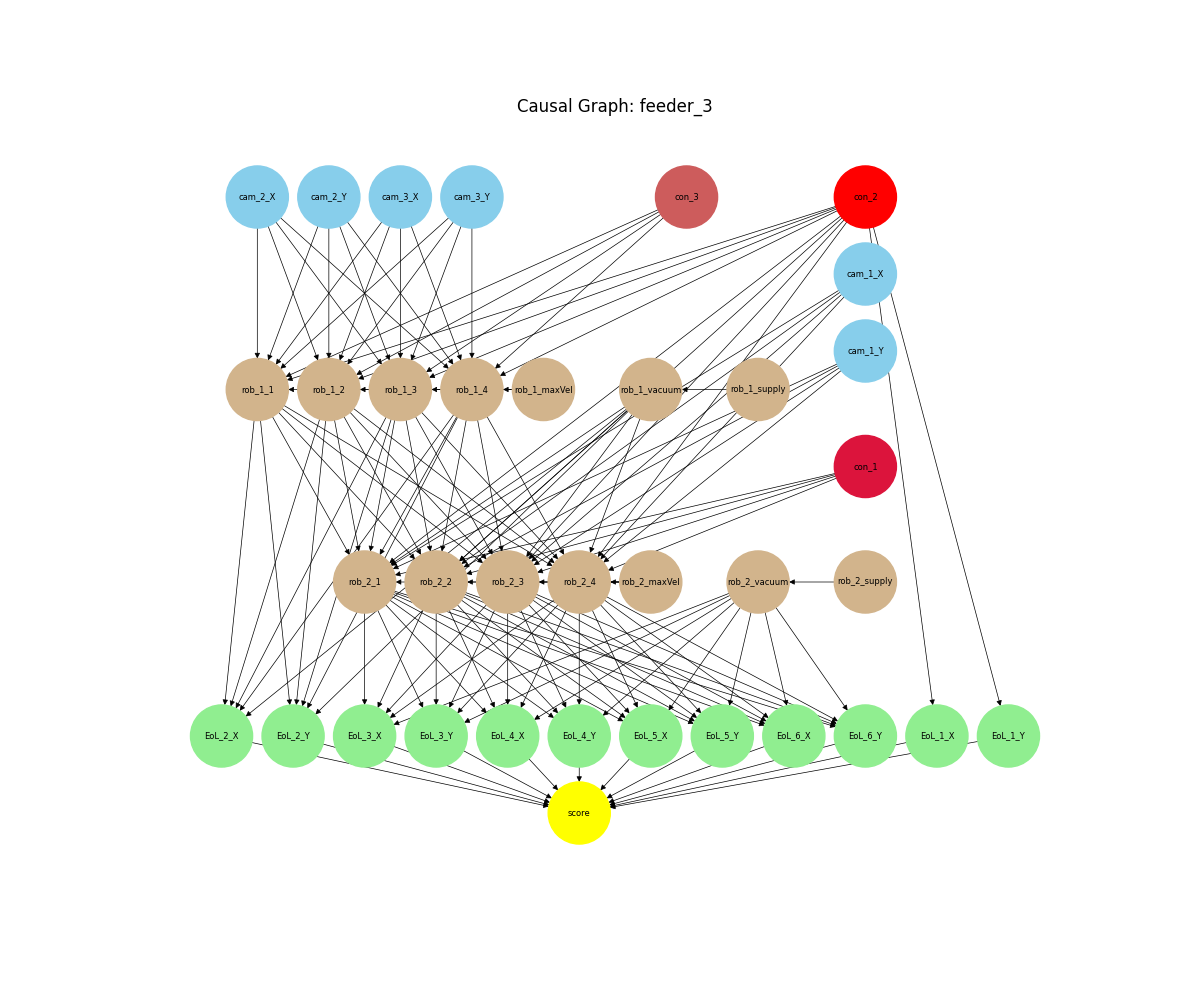 Causal Graph: feeder_3
cam_2_X
cam_2_Y
cam_3_X
cam_3_Y
con_3
con_2
cam_1_X
cam_1_Y
rob_1_1
rob_1_2
rob_1_3
rob_1_4
rob_1_maxVel
rob_1_vacuum
rob_1_supply
con_1
rob_2_1
rob_2_2
rob_2_3
rob_2_4
rob_2_maxVel
rob_2_vacuum
rob_2_supply
EoL_2_X
EoL_2_Y
EoL_3_X
EoL_3_Y
EoL_4_X
EoL_4_Y
EoL_5_X
EoL_5_Y
EoL_6_X
EoL_6_Y
EoL_1_X
EoL_1_Y
score